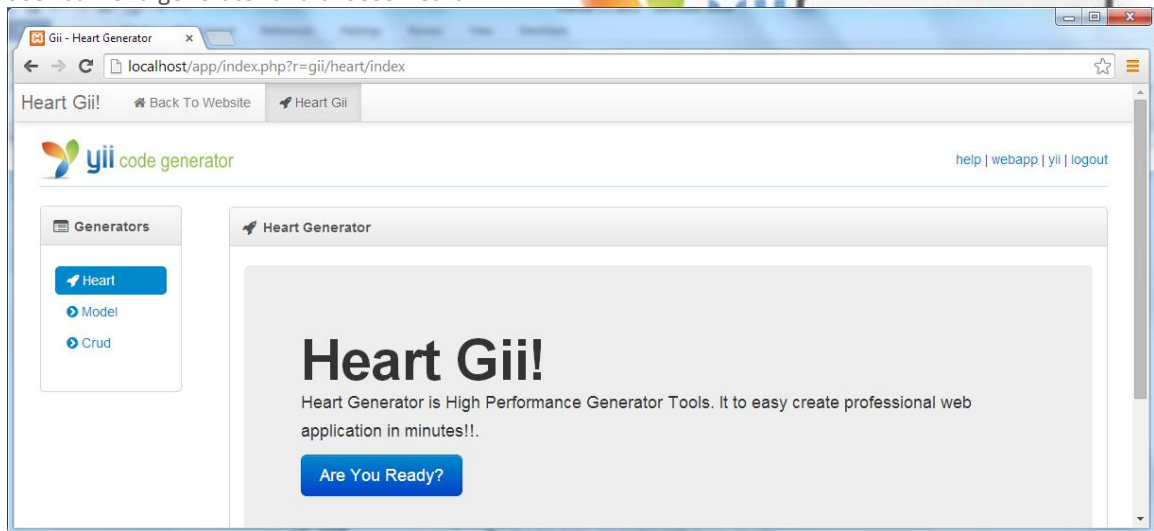 Gii - Heart Generator
localhost/app/index.php?r=gii/heart/index
Heart Gii! Back To Website Heart Gii
yii code generator
help | webapp | yii | logout
Generators
Heart
Model
Crud
Heart Generator
Heart Gii!
Heart Generator is High Performance Generator Tools. It to easy create professional web
application in minutes!!.
Are You Ready?